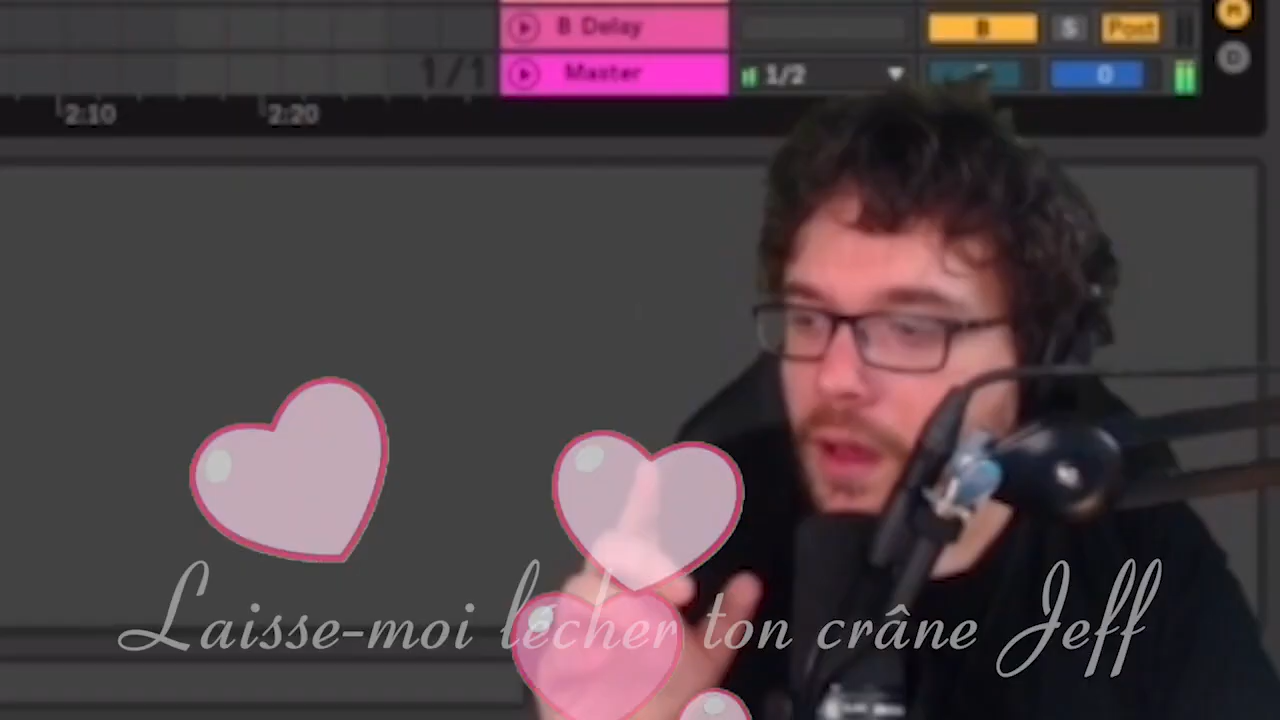 B Delay
B
S
Post
1/1
Master
1/2
0
D
2:10
2:20
Laisse-moi lécher ton crâne Jeff